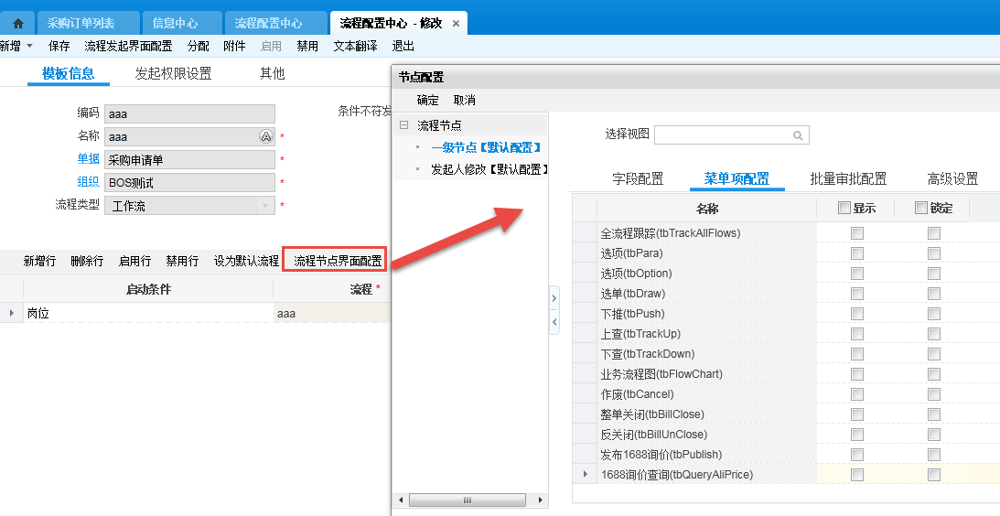 采购订单列表 信息中心 流程配置中心 流程配置中心 - 修改 ×
新增 保存 流程发起界面配置 分配 附件 启用 禁用 文本翻译 退出
模板信息 发起权限设置 其他
编码 aaa 条件不符发
名称 aaa A *
单据 采购申请单 *
组织 BOS测试 *
流程类型 工作流 *
新增行 删除行 启用行 禁用行 设为默认流程 流程节点界面配置
启动条件 流程 *
岗位 aaa
节点配置
确定 取消
流程节点
一级节点【默认配置】
发起人修改【默认配置】
选择视图
字段配置 菜单项配置 批量审批配置 高级设置
名称 显示 锁定
全流程跟踪(tbTrackAllFlows)
选项(tbPara)
选项(tbOption)
选单(tbDraw)
下推(tbPush)
上查(tbTrackUp)
下查(tbTrackDown)
业务流程图(tbFlowChart)
作废(tbCancel)
整单关闭(tbBillClose)
反关闭(tbBillUnClose)
发布1688询价(tbPublish)
1688询价查询(tbQueryAliPrice)